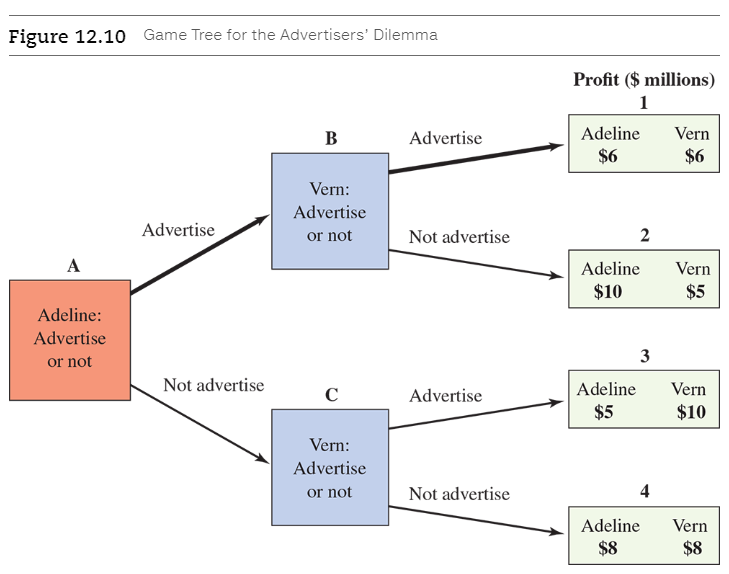 Figure 12.10 Game Tree for the Advertisers' Dilemma
Profit ($ millions)
1
Adeline Vern
$6 $6
B
Advertise
Vern:
Advertise
or not
Advertise
Not advertise
2
Adeline Vern
$10 $5
A
Adeline:
Advertise
or not
Not advertise
3
Adeline Vern
$5 $10
C
Advertise
Vern:
Advertise
or not
Not advertise
4
Adeline Vern
$8 $8